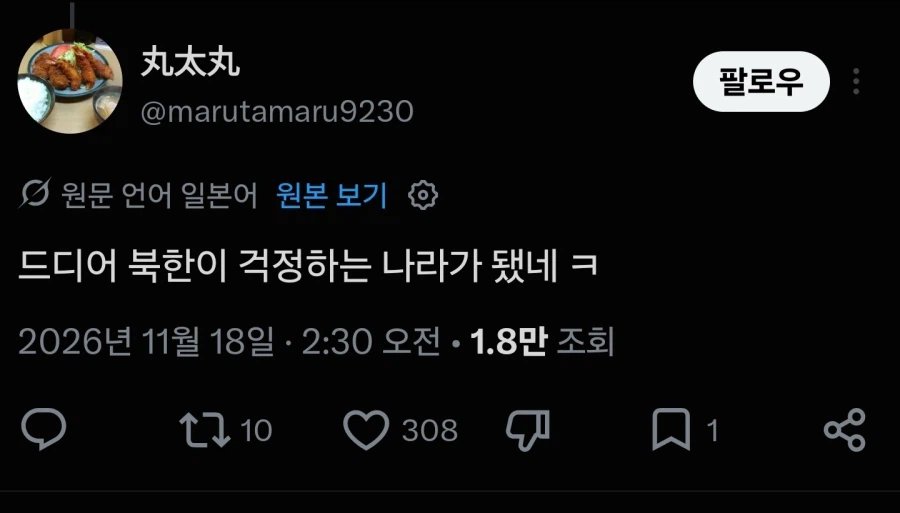 丸太丸
팔로우
@marutamaru9230
원문 언어 일본어 원본 보기
드디어 북한이 걱정하는 나라가 됐네 ㅋ
2026년 11월 18일 · 2:30 오전 · 1.8만 조회
10 308 1